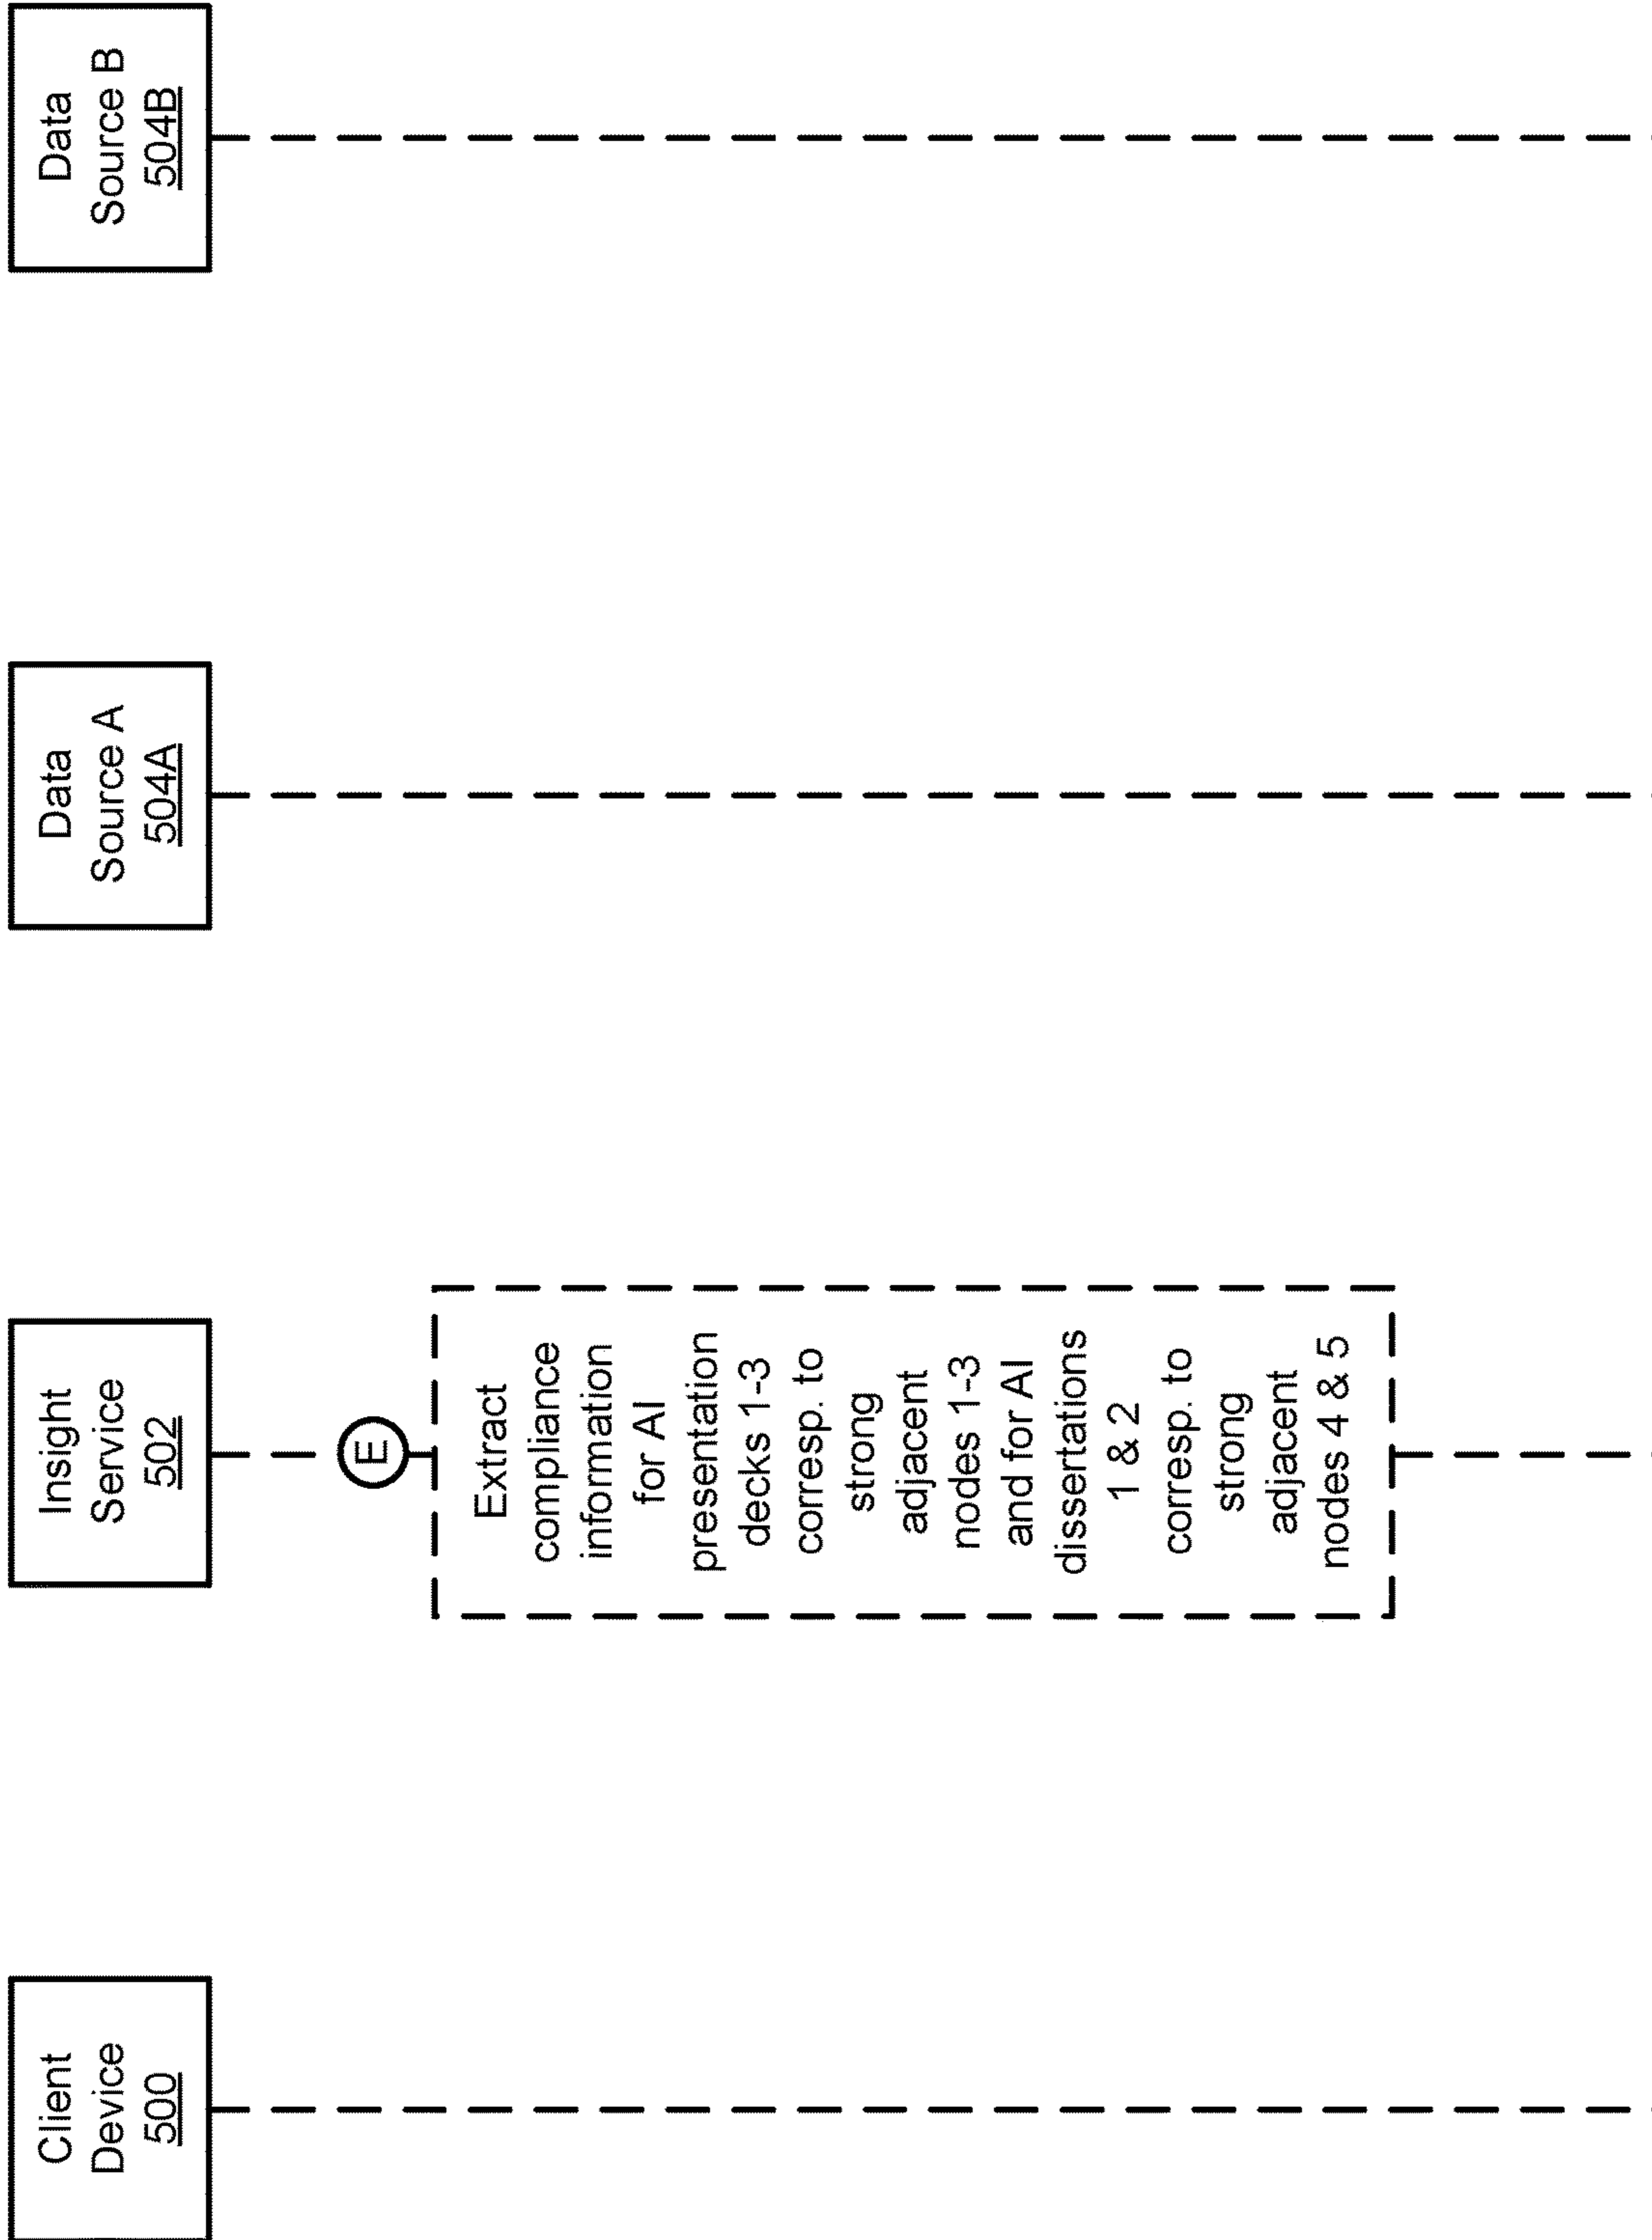 Client
Device
500
Insight
Service
502
Data
Source A
504A
Data
Source B
504B
E
Extract
compliance
information
for AI
presentation
decks 1-3
corresp. to
strong
adjacent
nodes 1-3
and for AI
dissertations
1 & 2
corresp. to
strong
adjacent
nodes 4 & 5